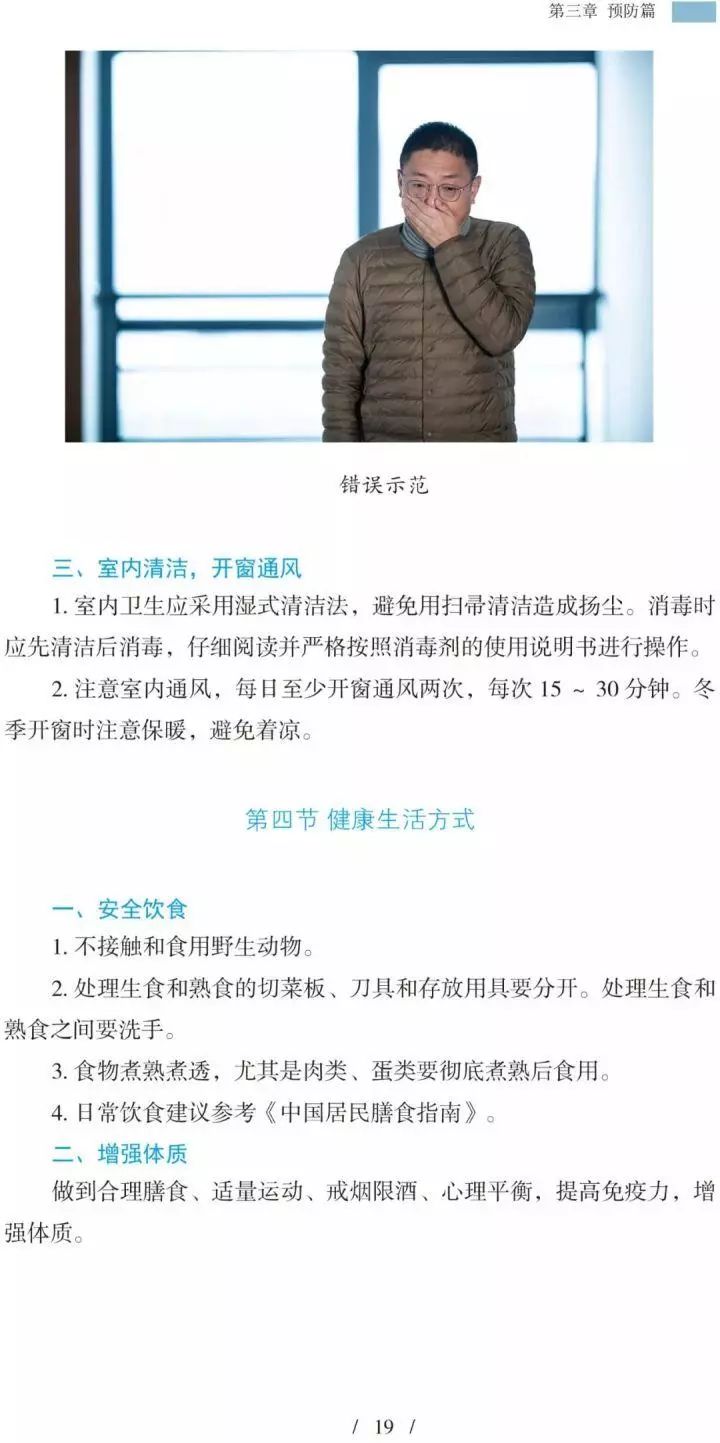 第三章 预防篇
错误示范
三、室内清洁，开窗通风
1. 室内卫生应采用湿式清洁法，避免用扫帚清洁造成扬尘。消毒时
应先清洁后消毒，仔细阅读并严格按照消毒剂的使用说明书进行操作。
2. 注意室内通风，每日至少开窗通风两次，每次 15 ~ 30 分钟。冬
季开窗时注意保暖，避免着凉。
第四节 健康生活方式
一、安全饮食
1. 不接触和食用野生动物。
2. 处理生食和熟食的切菜板、刀具和存放用具要分开。处理生食和
熟食之间要洗手。
3. 食物煮熟煮透，尤其是肉类、蛋类要彻底煮熟后食用。
4. 日常饮食建议参考《中国居民膳食指南》。
二、增强体质
做到合理膳食、适量运动、戒烟限酒、心理平衡，提高免疫力，增
强体质。
/ 19 /